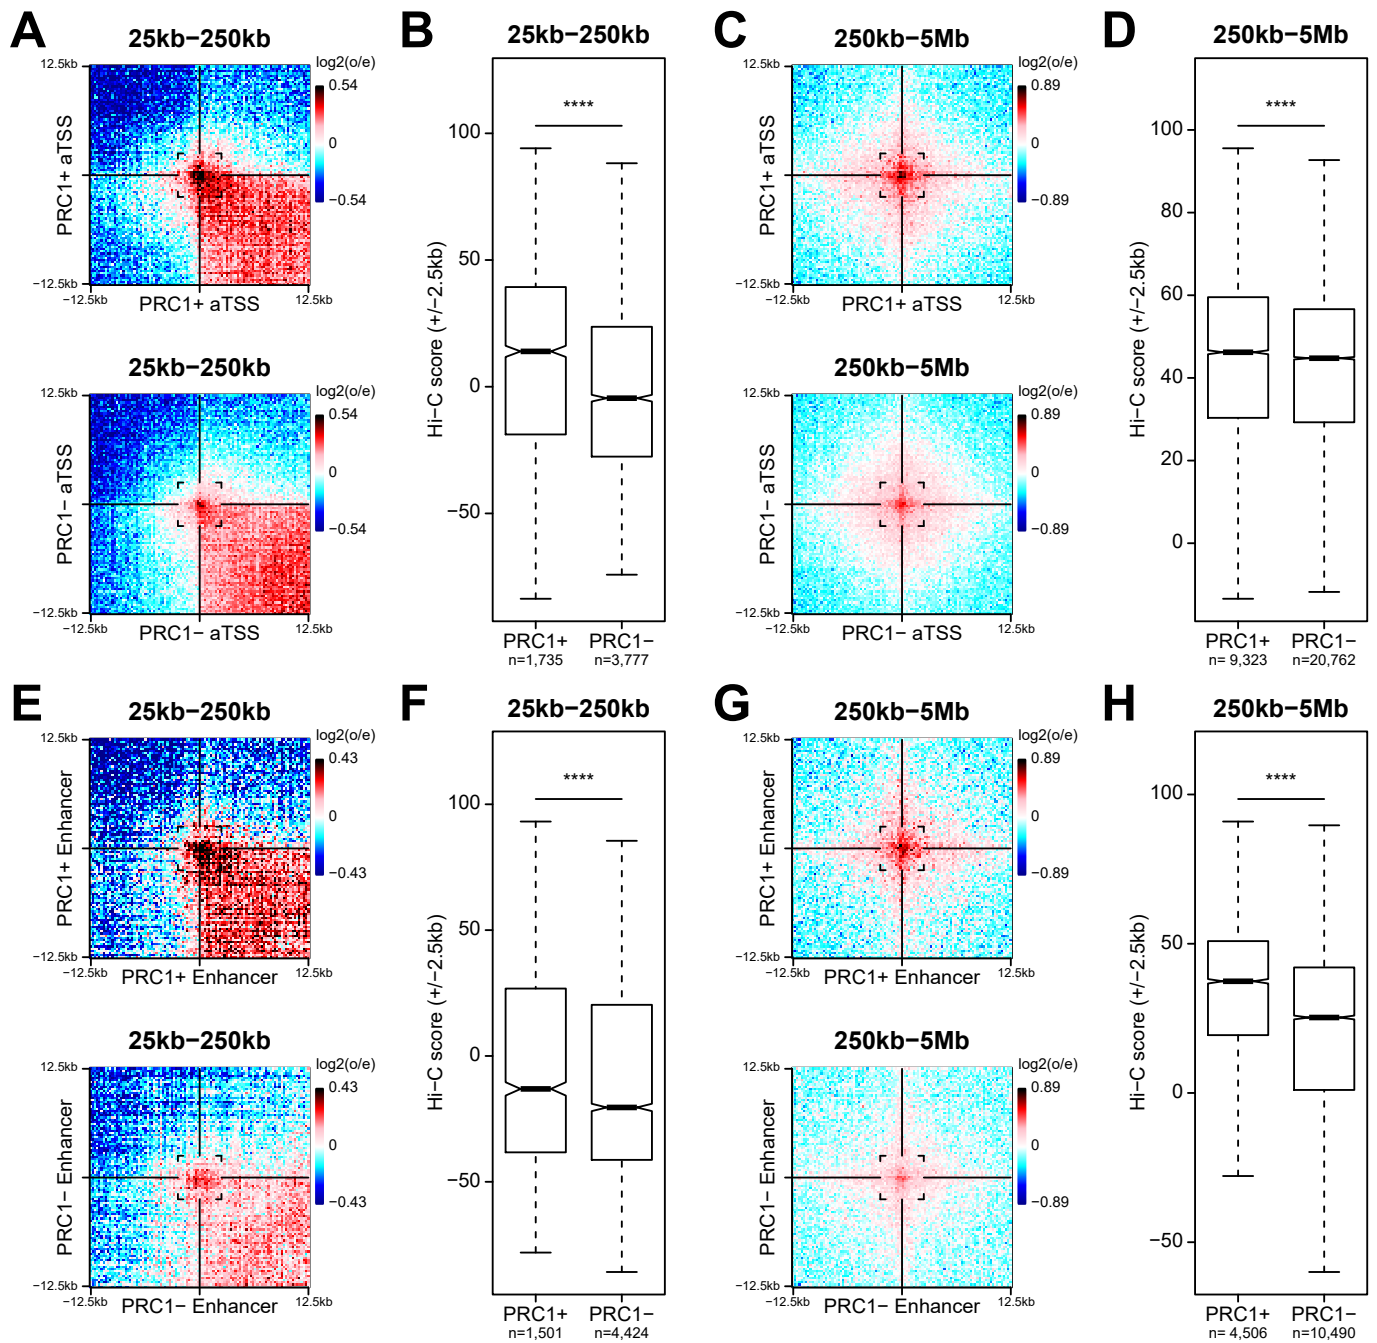 A
25kb−250kb
log2(o/e)
12.5kb
0.54
0
−0.54
PRC1+ aTSS
−12.5kb
−12.5kb
12.5kb
PRC1+ aTSS
25kb−250kb
log2(o/e)
12.5kb
0.54
0
−0.54
PRC1− aTSS
−12.5kb
−12.5kb
12.5kb
PRC1− aTSS
B
25kb−250kb
****
Hi−C score (+/−2.5kb)
100
50
0
−50
PRC1+
PRC1−
n=1,735
n=3,777
C
250kb−5Mb
log2(o/e)
12.5kb
0.89
0
−0.89
PRC1+ aTSS
−12.5kb
−12.5kb
12.5kb
PRC1+ aTSS
250kb−5Mb
log2(o/e)
12.5kb
0.89
0
−0.89
PRC1− aTSS
−12.5kb
−12.5kb
12.5kb
PRC1− aTSS
D
250kb−5Mb
****
Hi−C score (+/−2.5kb)
100
80
60
40
20
0
PRC1+
PRC1−
n= 9,323
n=20,762
E
25kb−250kb
log2(o/e)
12.5kb
0.43
0
−0.43
PRC1+ Enhancer
−12.5kb
−12.5kb
12.5kb
PRC1+ Enhancer
25kb−250kb
log2(o/e)
12.5kb
0.43
0
−0.43
PRC1− Enhancer
−12.5kb
−12.5kb
12.5kb
PRC1− Enhancer
F
25kb−250kb
****
Hi−C score (+/−2.5kb)
100
50
0
−50
PRC1+
PRC1−
n=1,501
n=4,424
G
250kb−5Mb
log2(o/e)
12.5kb
0.89
0
−0.89
PRC1+ Enhancer
−12.5kb
−12.5kb
12.5kb
PRC1+ Enhancer
250kb−5Mb
log2(o/e)
12.5kb
0.89
0
−0.89
PRC1− Enhancer
−12.5kb
−12.5kb
12.5kb
PRC1− Enhancer
H
250kb−5Mb
****
Hi−C score (+/−2.5kb)
100
50
0
−50
PRC1+
PRC1−
n= 4,506
n=10,490